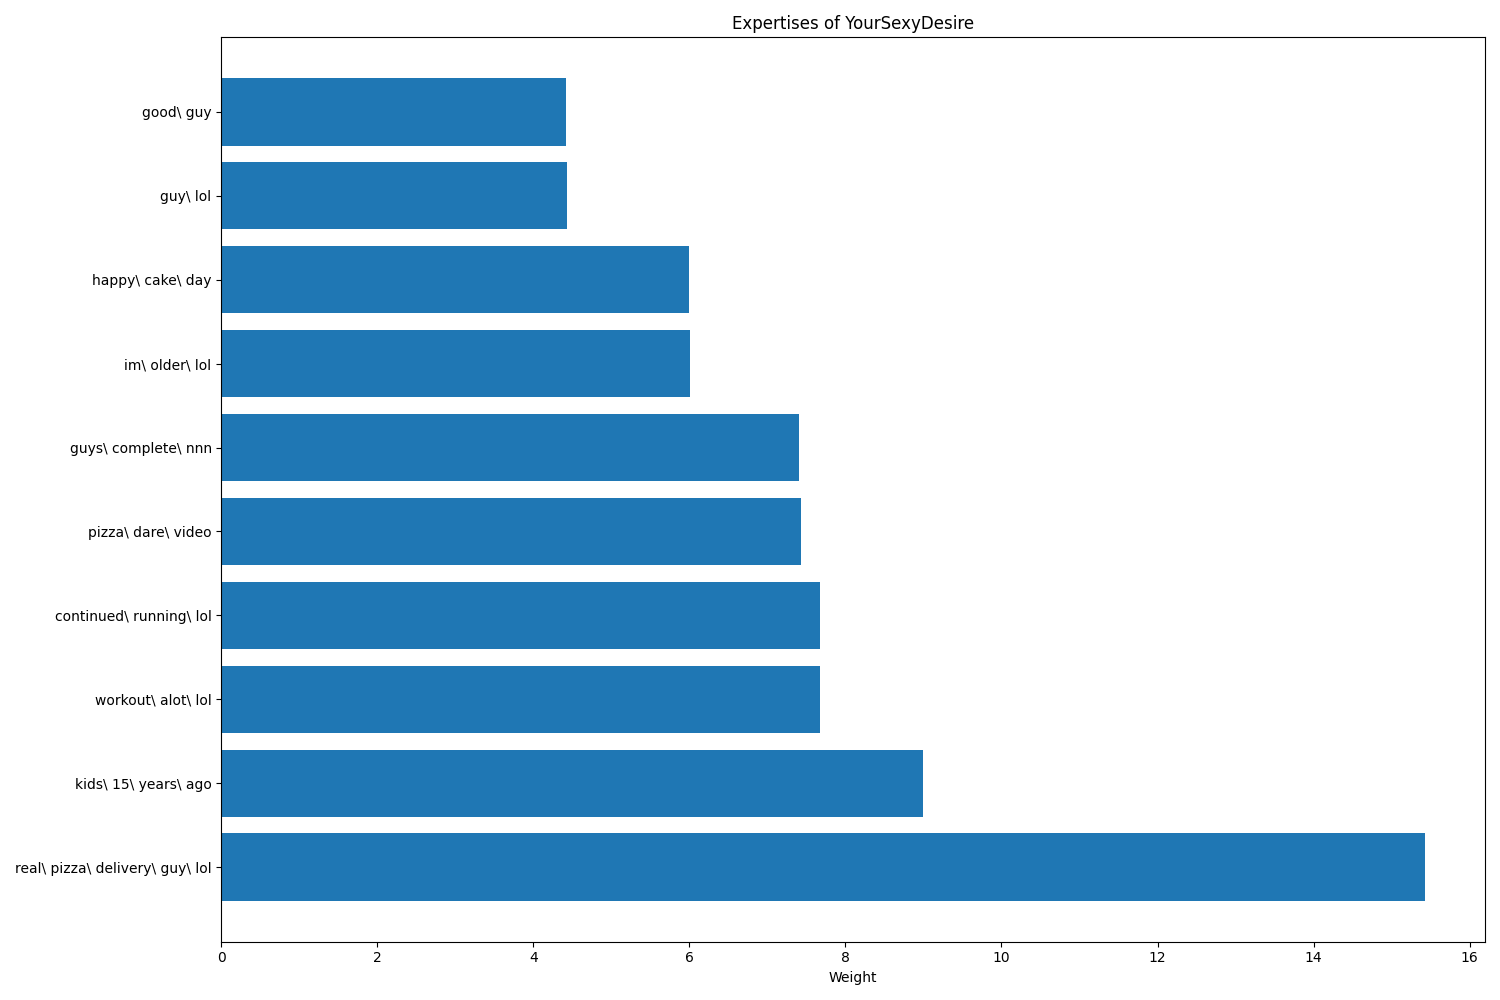 Expertises of YourSexyDesire
good\ guy
guy\ lol
happy\ cake\ day
im\ older\ lol
guys\ complete\ nnn
pizza\ dare\ video
continued\ running\ lol
workout\ alot\ lol
kids\ 15\ years\ ago
real\ pizza\ delivery\ guy\ lol
0 2 4 6 8 10 12 14 16
Weight